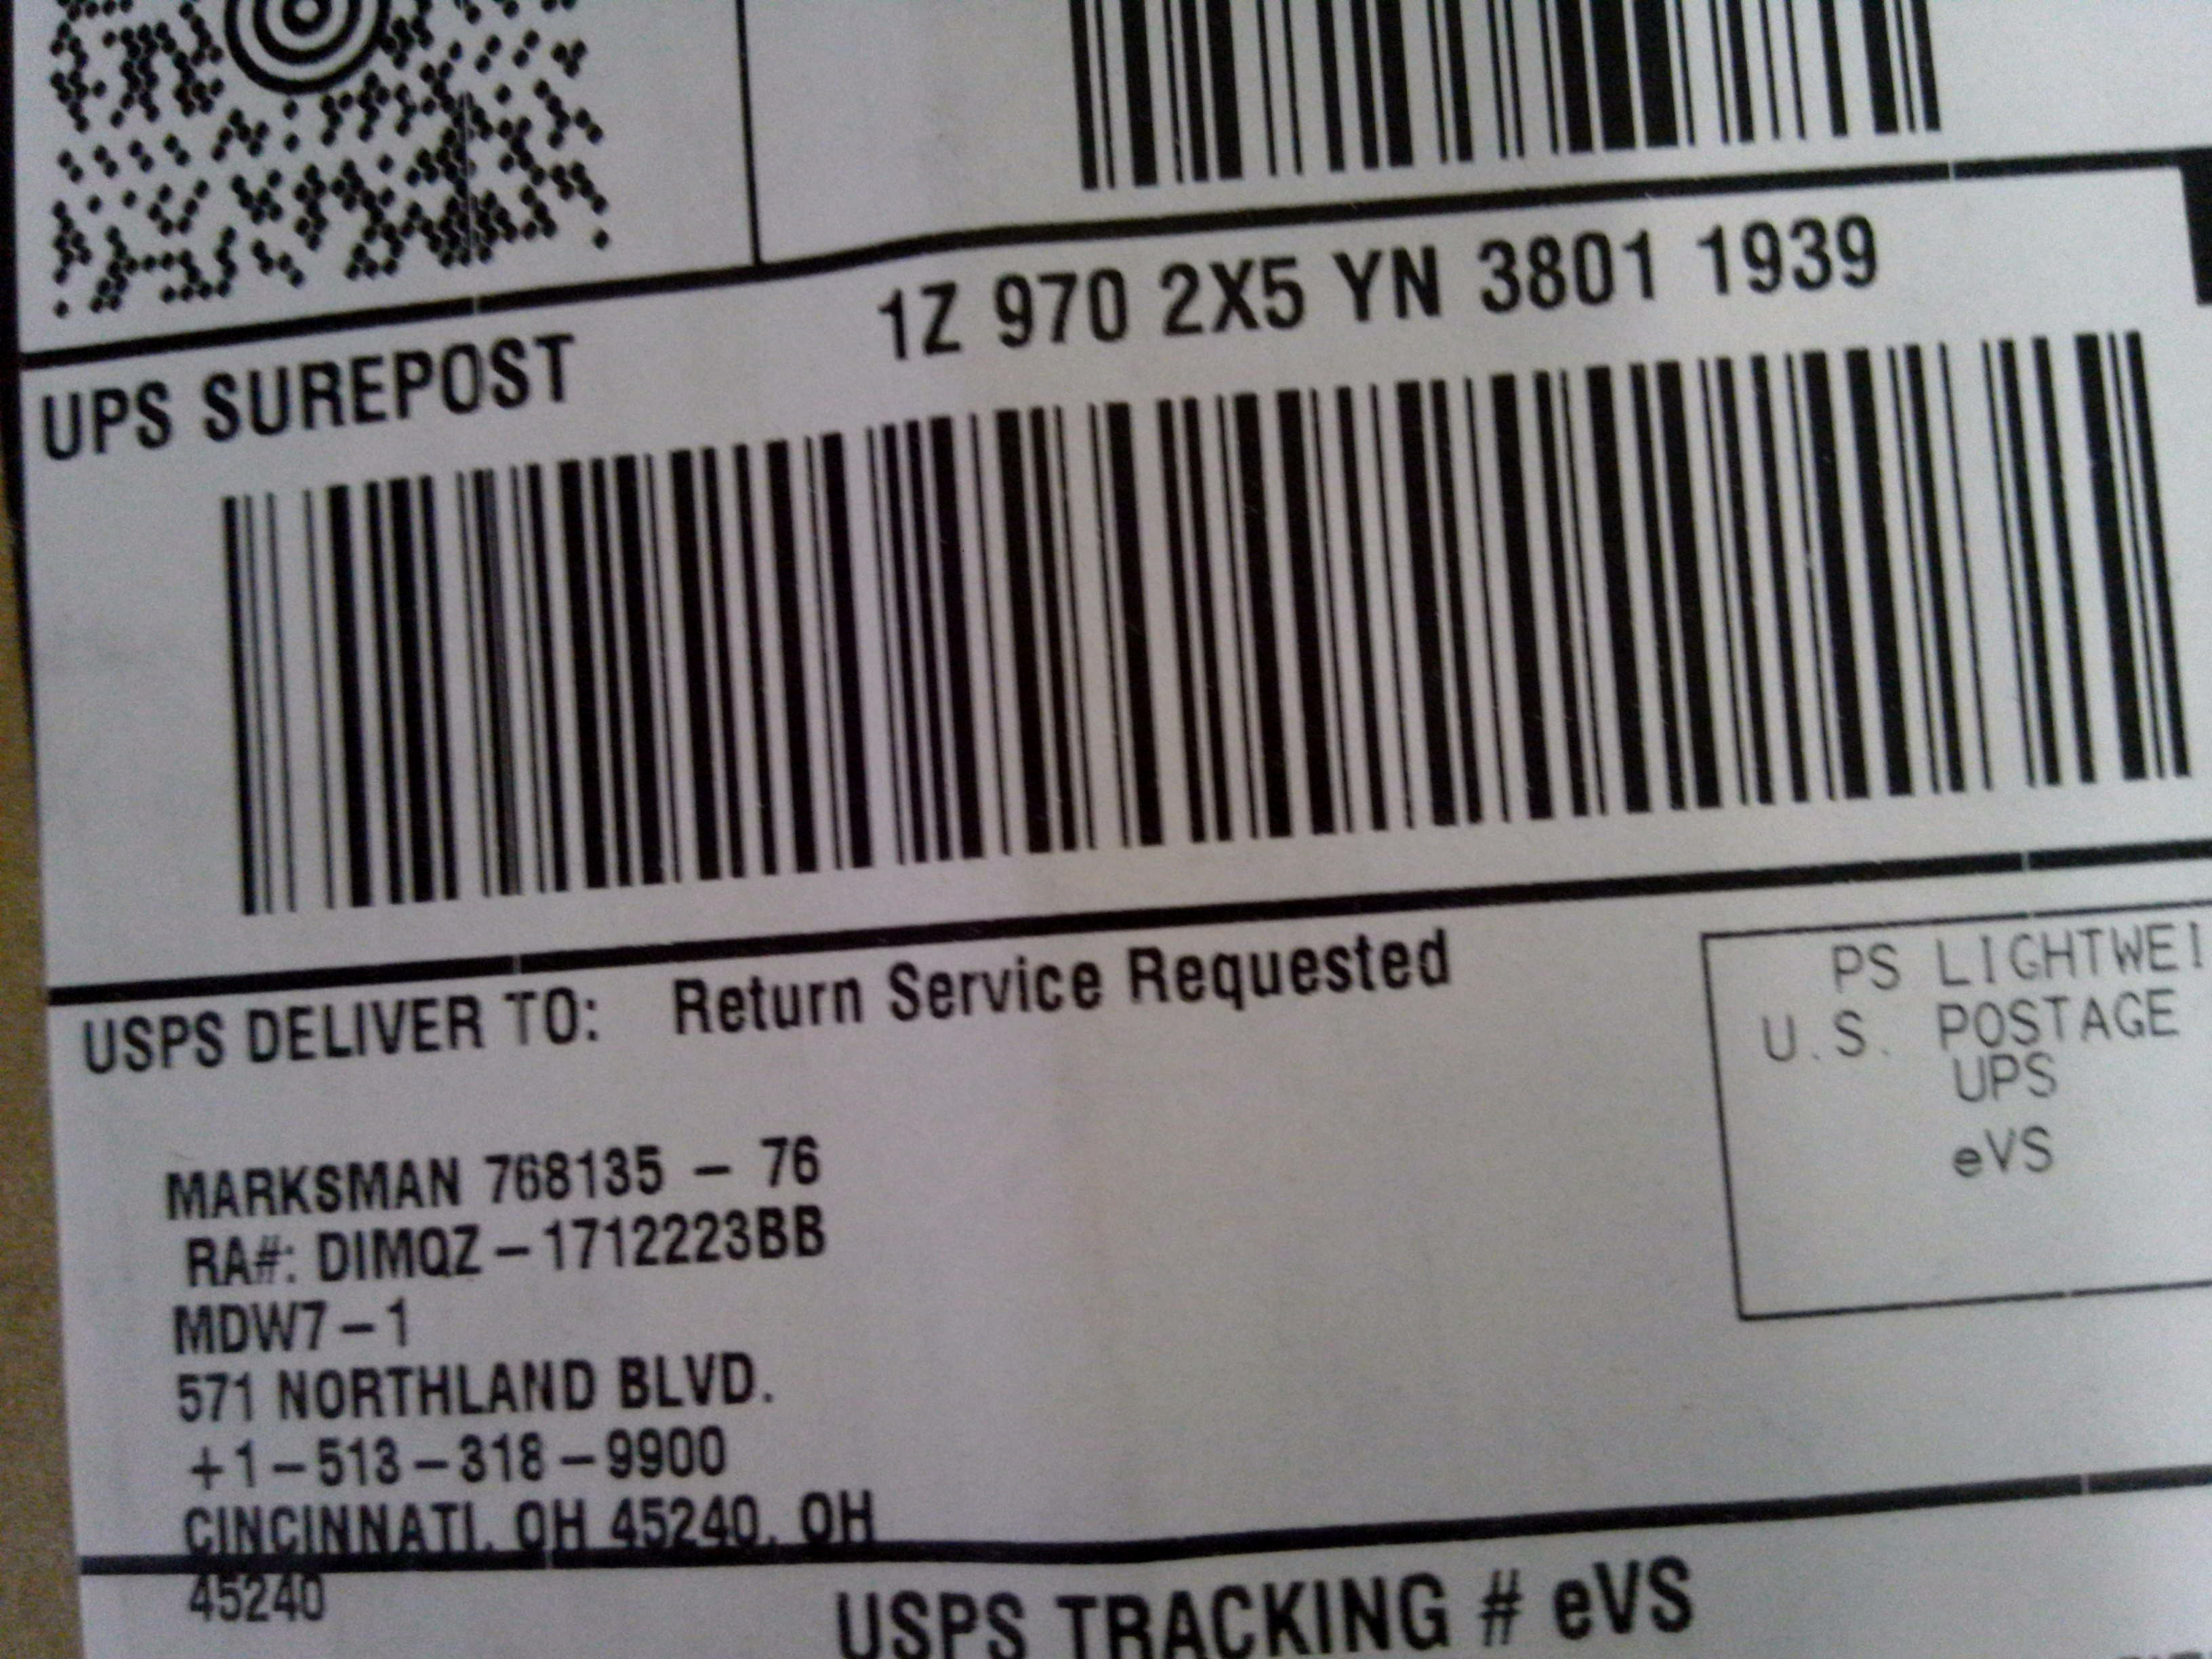 1Z 970 2X5 YN 3801 1939
UPS SUREPOST
USPS DELIVER TO: Return Service Requested
PS LIGHTWEI
U.S. POSTAGE
UPS
eVS
MARKSMAN 768135 – 76
RA#: DIMQZ – 1712223BB
MDW7 – 1
571 NORTHLAND BLVD.
+1 – 513 – 318 – 9900
CINCINNATI, OH 45240, OH
45240
USPS TRACKING # eVS